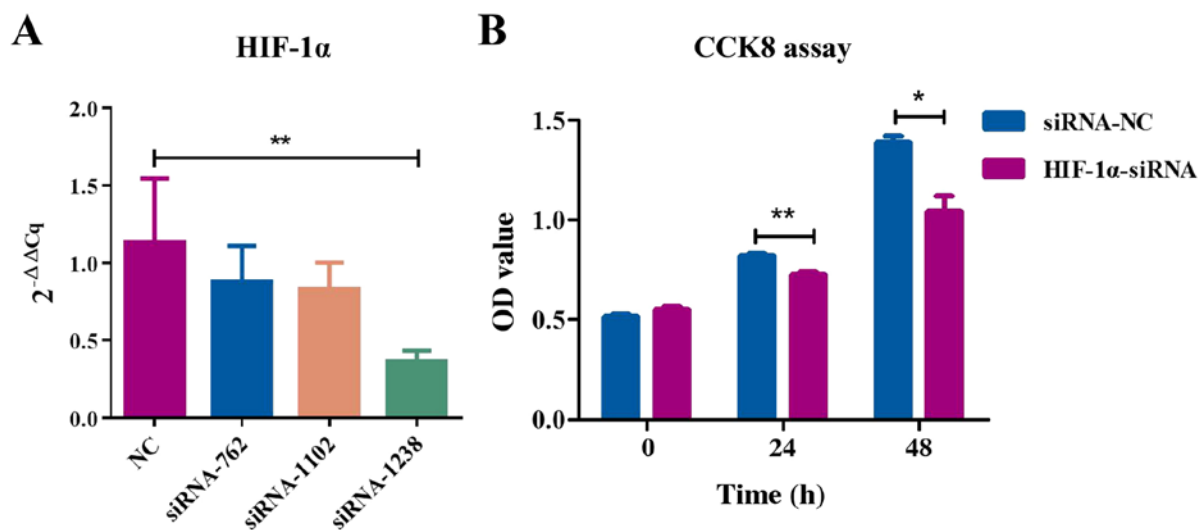 A
HIF-1α
2.0
1.5
1.0
0.5
0.0
2-Δ ΔCq
**
NC
siRNA-762
siRNA-1102
siRNA-1238
B
CCK8 assay
1.5
1.0
0.5
0.0
OD value
**
*
0
24
48
Time (h)
siRNA-NC
HIF-1α-siRNA